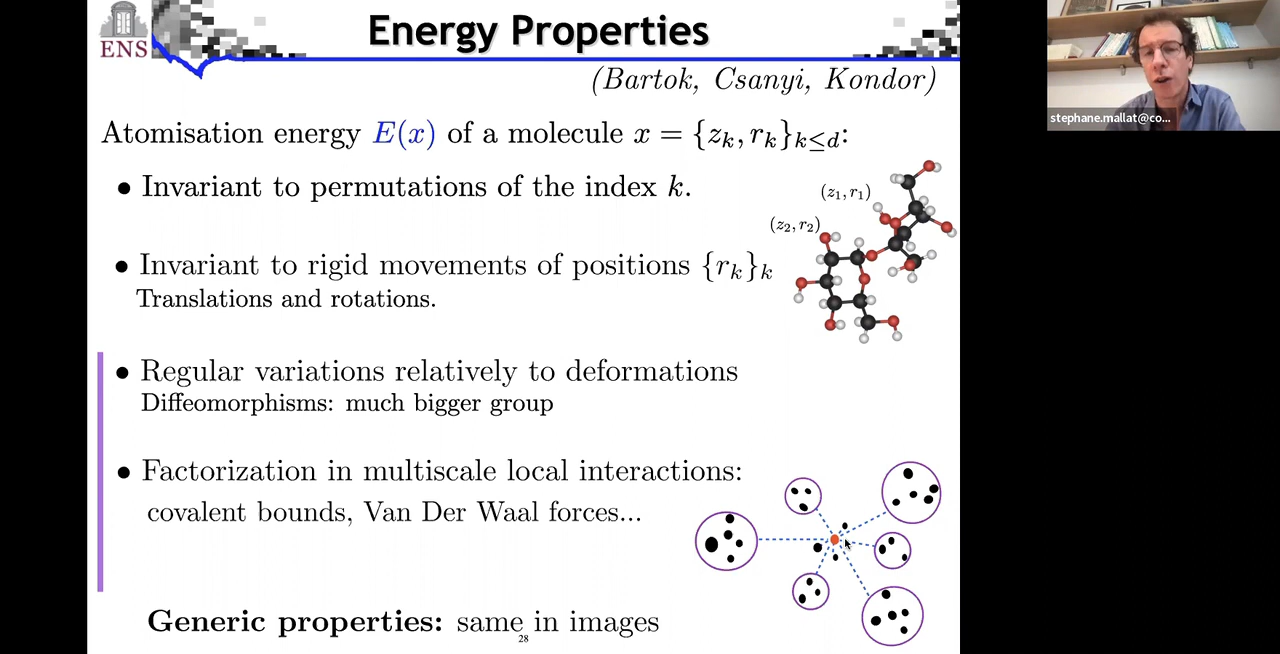 ENS
Energy Properties
(Bartok, Csanyi, Kondor)
Atomisation energy E(x) of a molecule x = {z_k, r_k}_{k≤d}:
• Invariant to permutations of the index k.
(z_1, r_1)
(z_2, r_2)
• Invariant to rigid movements of positions {r_k}_k
Translations and rotations.
• Regular variations relatively to deformations
Diffeomorphisms: much bigger group
• Factorization in multiscale local interactions:
covalent bounds, Van Der Waal forces...
Generic properties: same in images
28
stephane.mallat@co...